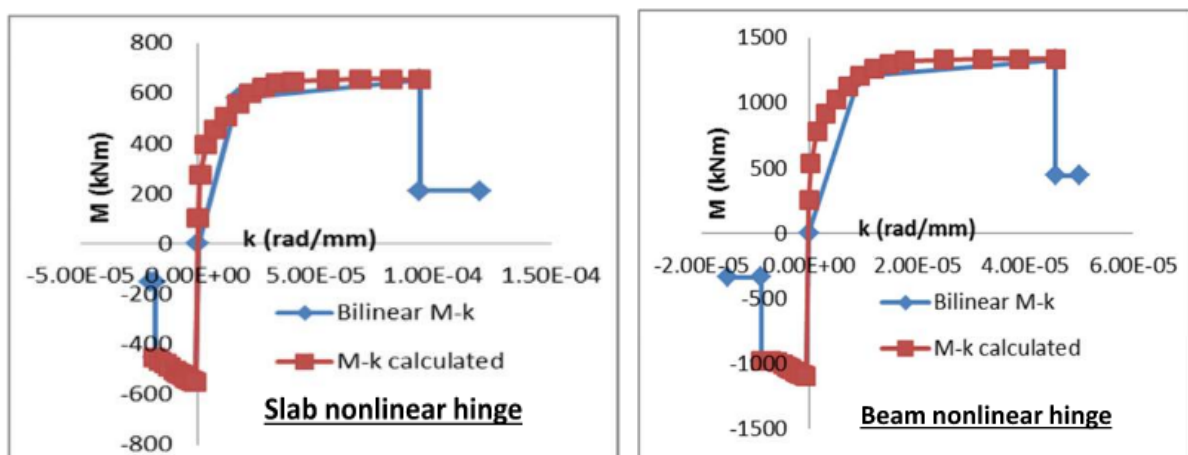 800
600
400
200
0
-200
-400
-600
-800
M (kNm)
k (rad/mm)
-5.00E-05 0.00E+00 5.00E-05 1.00E-04 1.50E-04
Bilinear M-k
M-k calculated
Slab nonlinear hinge
1500
1000
500
0
-500
-1000
-1500
M (kNm)
k (rad/mm)
-2.00E-05 0.00E+00 2.00E-05 4.00E-05 6.00E-05
Bilinear M-k
M-k calculated
Beam nonlinear hinge